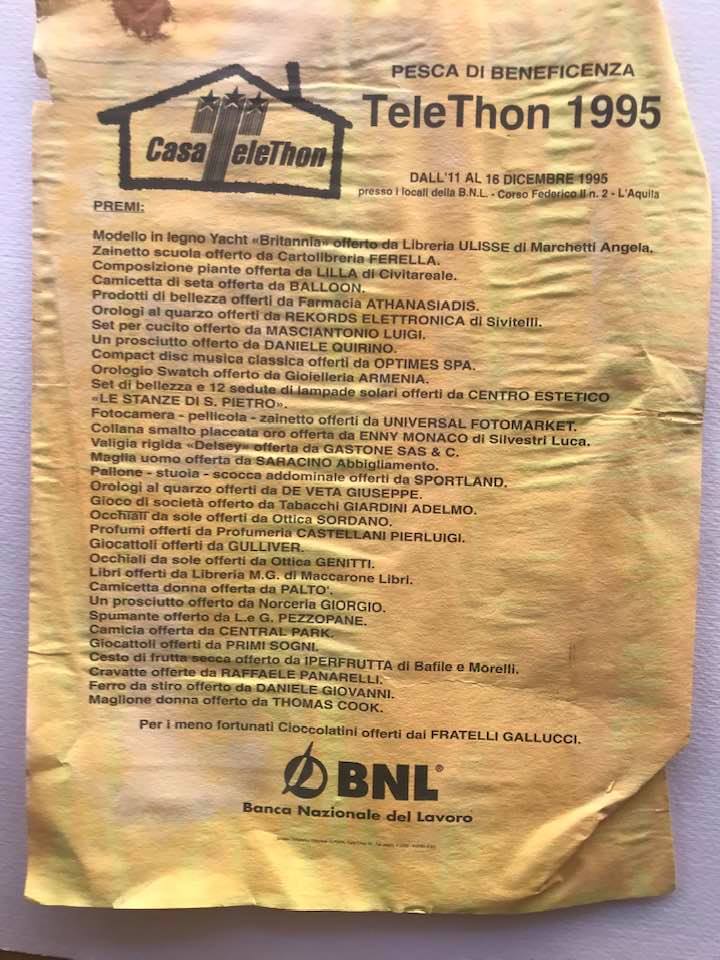 PESCA DI BENEFICENZA
TeleThon 1995
Casa TeleThon
DALL'11 AL 16 DICEMBRE 1995
presso i locali della B.N.L. - Corso Federico II n. 2 - L'Aquila
PREMI:
Modello in legno Yacht «Britannia» offerto da Libreria ULISSE di Marchetti Angela.
Zainetto scuola offerto da Cartolibreria FERELLA.
Composizione piante offerta da LILLA di Civitareale.
Camicetta di seta offerta da BALLOON.
Prodotti di bellezza offerti da Farmacia ATHANASIADIS.
Orologi al quarzo offerti da REKORDS ELETTRONICA di Sivitelli.
Set per cucito offerto da MASCIANTONIO LUIGI.
Un prosciutto offerto da DANIELE QUIRINO.
Compact disc musica classica offerti da OPTIMES SPA.
Orologio Swatch offerto da Gioielleria ARMENIA.
Set di bellezza e 12 sedute di lampade solari offerti da CENTRO ESTETICO
«LE STANZE DI S. PIETRO».
Fotocamera - pellicola - zainetto offerti da UNIVERSAL FOTOMARKET.
Collana smalto placcata oro offerta da ENNY MONACO di Silvestri Luca.
Valigia rigida «Delsey» offerta da GASTONE SAS & C.
Maglia uomo offerta da SARACINO Abbigliamento.
Pallone - stuoia - scocca addominale offerti da SPORTLAND.
Orologi al quarzo offerti da DE VETA GIUSEPPE.
Gioco di società offerto da Tabacchi GIARDINI ADELMO.
Occhiali da sole offerti da Ottica SORDANO.
Profumi offerti da Profumeria CASTELLANI PIERLUIGI.
Giocattoli offerti da GULLIVER.
Occhiali da sole offerti da Ottica GENITTI.
Libri offerti da Libreria M.G. di Maccarone Libri.
Camicetta donna offerta da PALTO'.
Un prosciutto offerto da Norceria GIORGIO.
Spumante offerto da L.e G. PEZZOPANE.
Camicia offerta da CENTRAL PARK.
Giocattoli offerti da PRIMI SOGNI.
Cesto di frutta secca offerto da IPERFRUTTA di Bafile e Morelli.
Cravatte offerte da RAFFAELE PANARELLI.
Ferro da stiro offerto da DANIELE GIOVANNI.
Maglione donna offerto da THOMAS COOK.
Per i meno fortunati Cioccolatini offerti dai FRATELLI GALLUCCI.
BNL®
Banca Nazionale del Lavoro